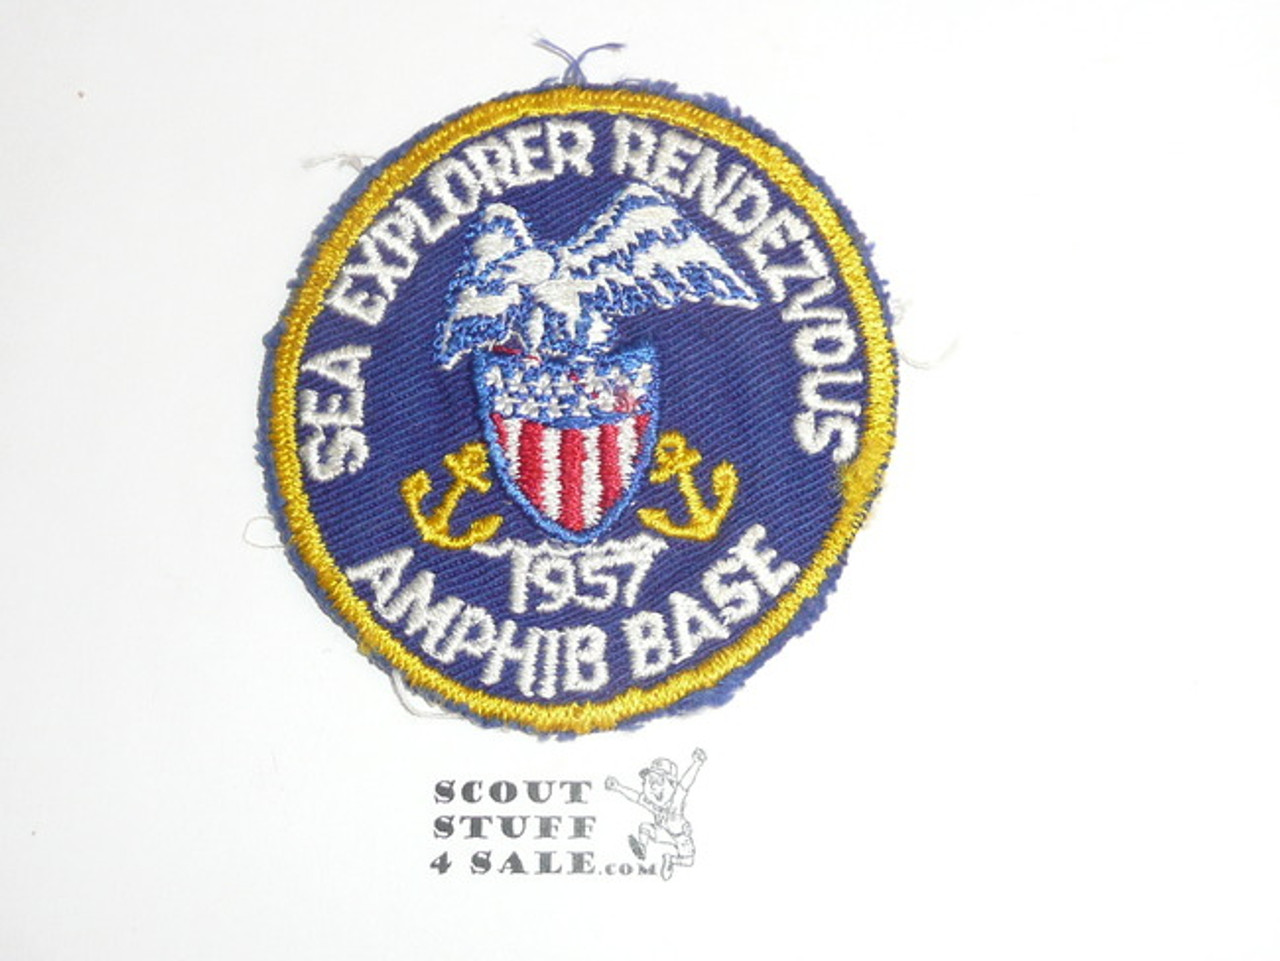 SEA EXPLORER RENDEZVOUS
1957
AMPHIB BASE
SCOUT
STUFF
4 SALE.COM